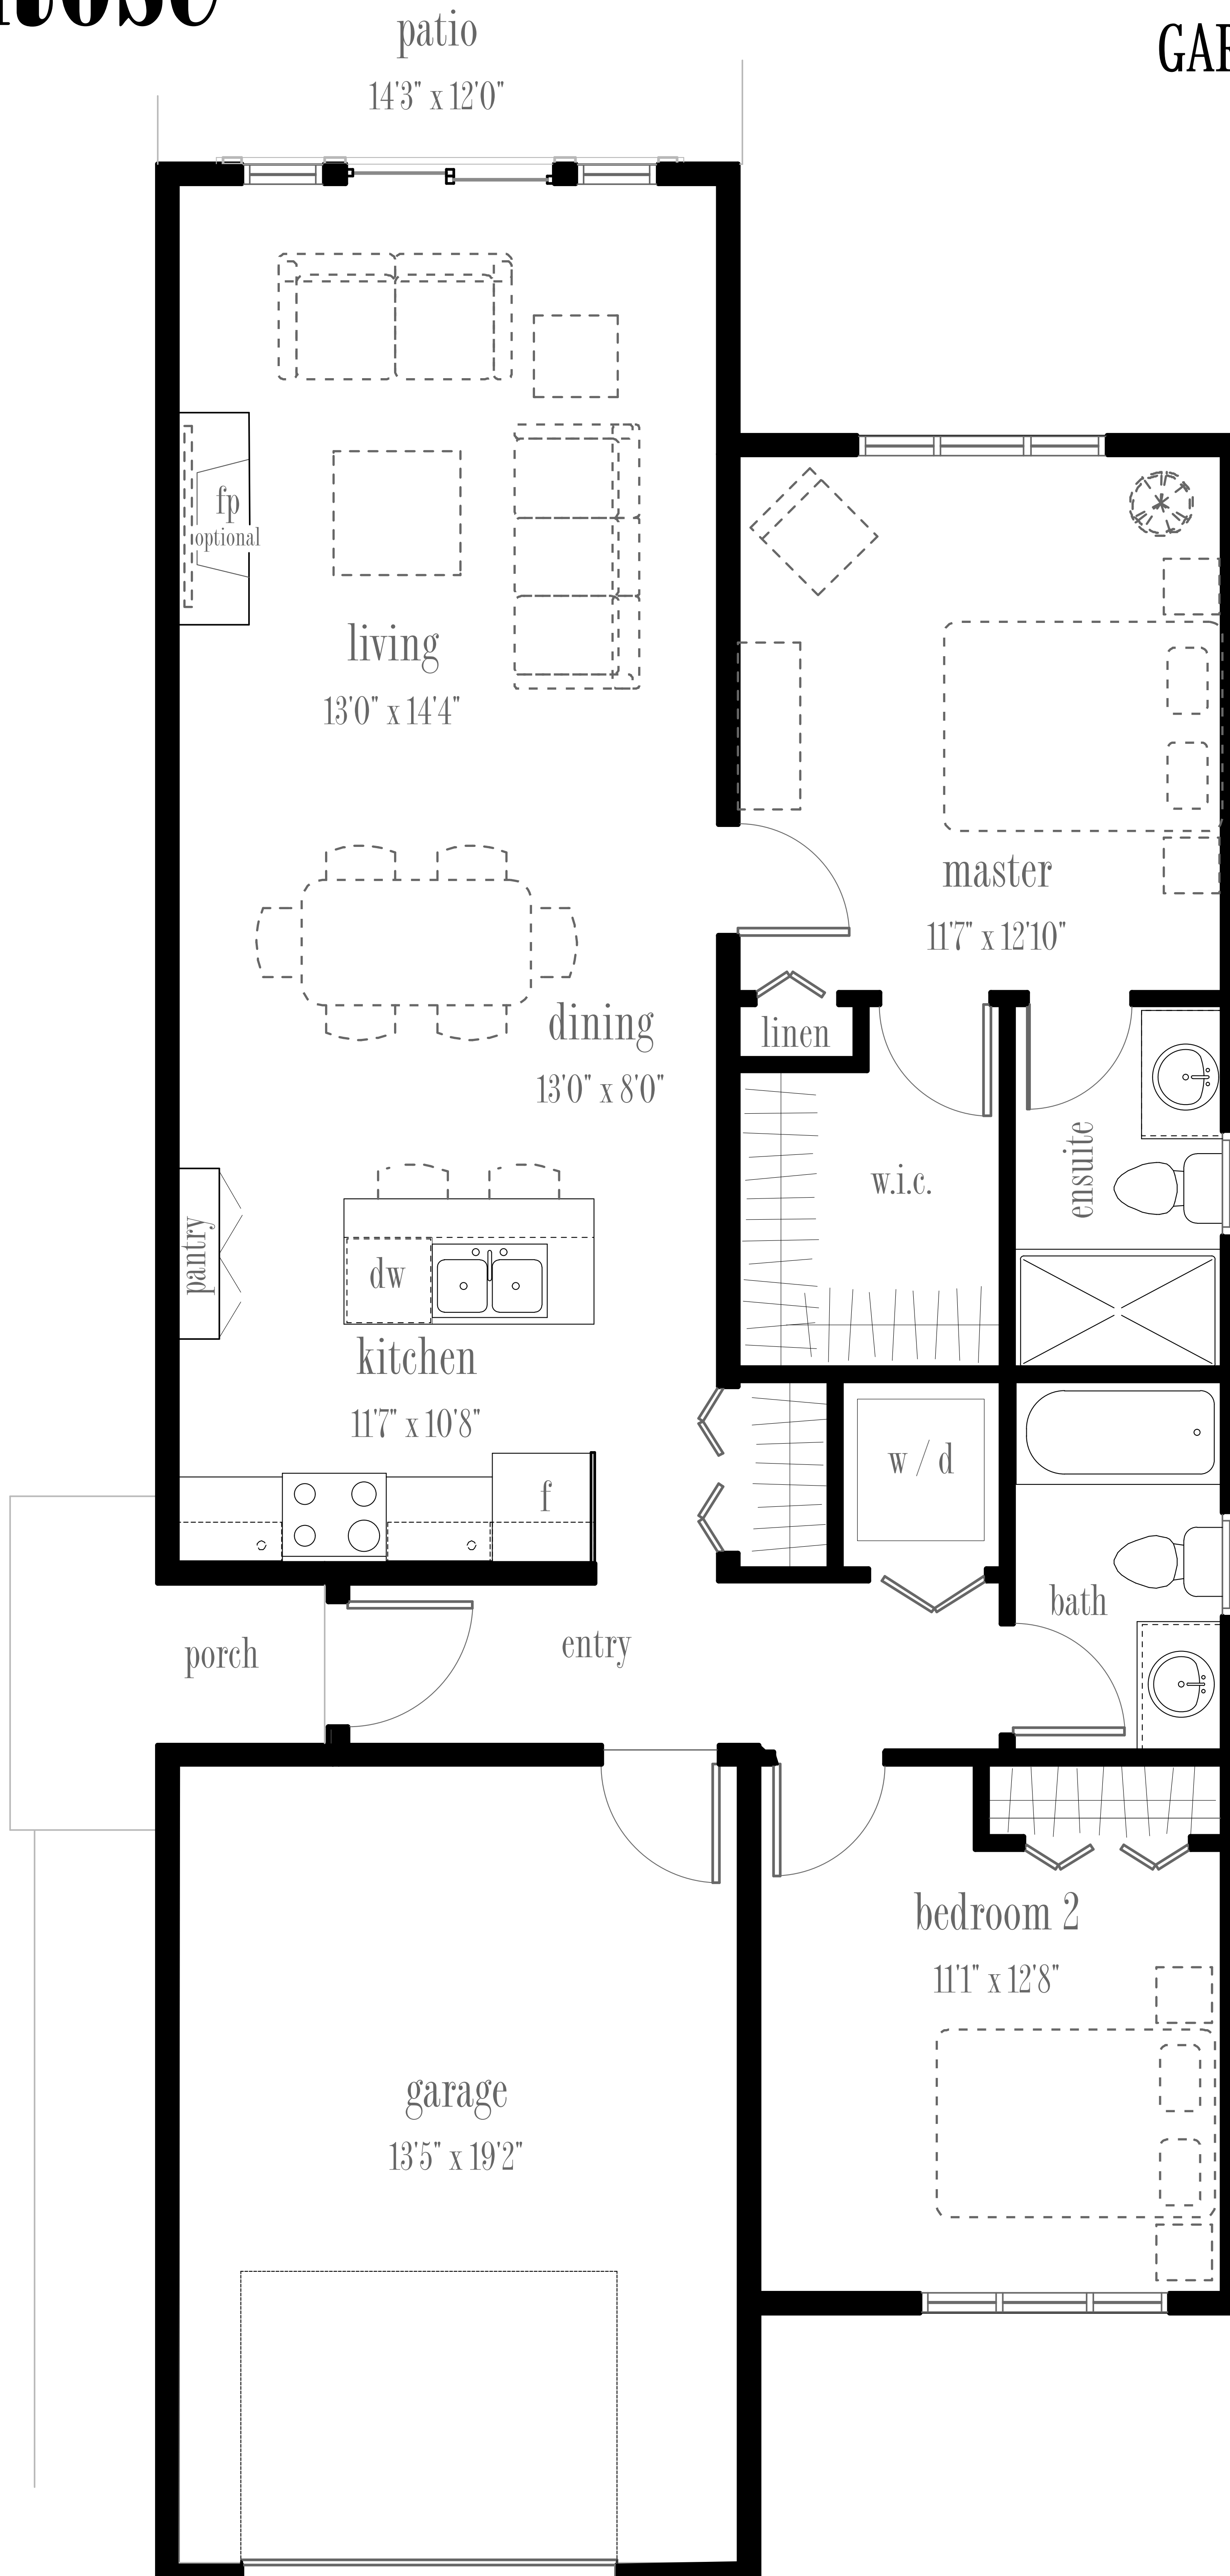 patio
14'3" x 12'0"
GAR
fp
optional
living
13'0" x 14'4"
master
11'7" x 12'10"
dining
13'0" x 8'0"
linen
ensuite
w.i.c.
pantry
dw
kitchen
11'7" x 10'8"
w / d
f
bath
porch
entry
bedroom 2
11'1" x 12'8"
garage
13'5" x 19'2"